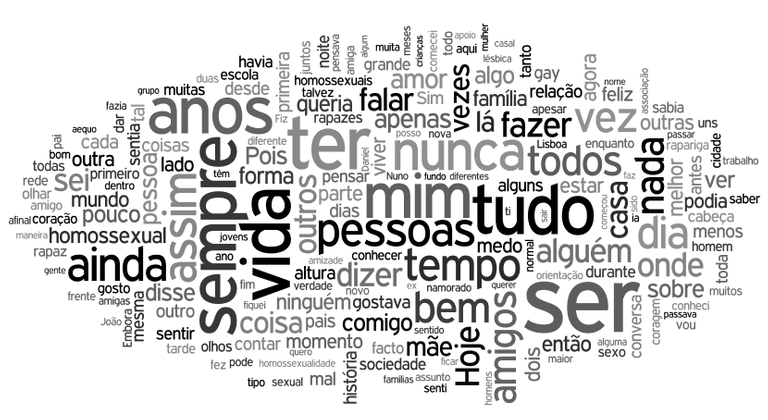 havia
juntos
noite
pensava
amiga
algum
muita
meses
crianças
comecei
todo
apoio
aqui
mulher
casal
lésbica
tanto
escola
primeira
grande
duas
homossexuais
amor
algo
gay
agora
grupo
muitas
desde
talvez
queria
falar
Sim
vezes
família
relação
feliz
nome
associação
fazia
anos
Fiz
rapazes
apenas
lá
fazer
apesar
vez
sabia
outras
uns
pai
aequo
dar
tal
sentia
cada
coisas
diferente
ter
viver
posso
nova
nunca
Lisboa
enquanto
passar
rapariga
cidade
bom
outra
pessoa
lado
sempre
Pois
Daniel
todos
nada
melhor
antes
trabalho
todas
primeiro
têm
forma
pensar
Nuno
fundo
diferentes
faz
rede
sei
dentro
assim
vida
outros
parte
mim
alguns
estar
casa
ver
olhar
mundo
podia
saber
amigo
pouco
dias
tudo
ti
sair
começou
sido
cabeça
afinal
coração
jovens
pessoas
dia
menos
maneira
homossexual
ano
amizade
conhecer
medo
normal
alguém
homem
rapaz
gente
ainda
altura
dizer
tempo
orientação
durante
onde
toda
gosto
disse
fim
verdade
novo
ex
namorado
querer
ser
sobre
muitos
frente
amigas
mesma
outro
fiquei
ninguém
gostava
bem
amigos
conheci
João
Embora
coisa
pais
comigo
sentido
conversa
coragem
passava
vou
sentir
tarde
olhos
contar
momento
facto
mãe
Hoje
dois
então
alguma
sexo
maior
fez
pode
quero
homossexualidade
história
sociedade
ficar
tipo
sexual
mal
famílias
assunto
senti
homens